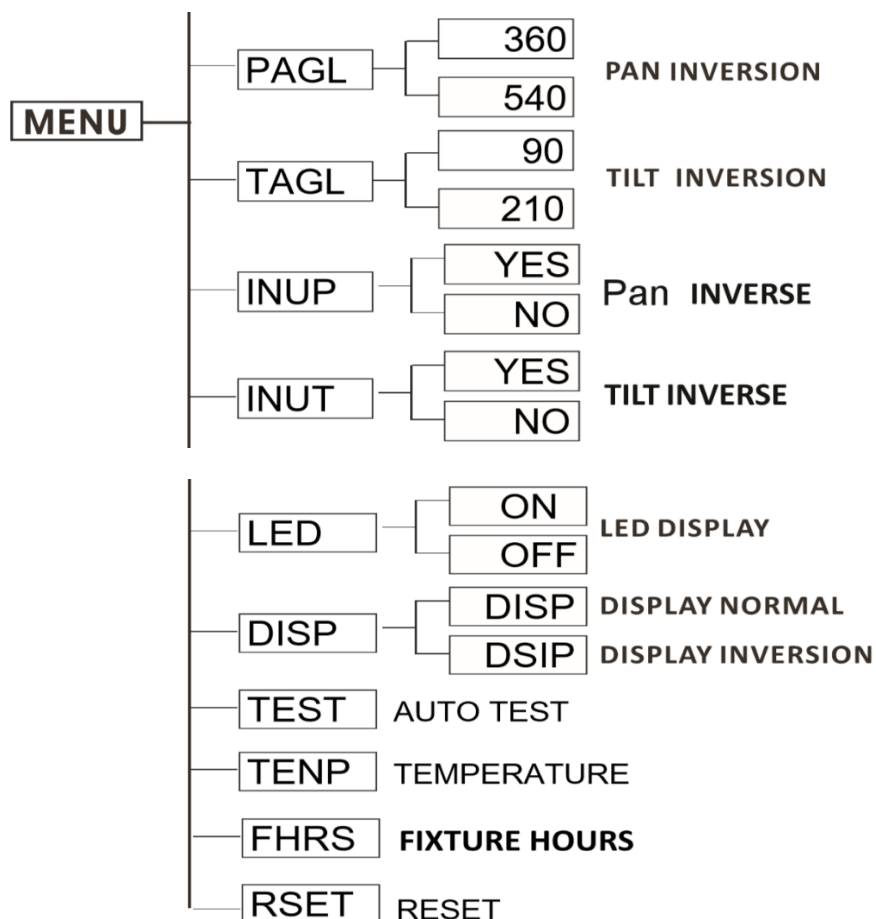 360
PAGL
PAN INVERSION
540
MENU
90
TAGL
TILT INVERSION
210
YES
INUP
Pan INVERSE
NO
YES
INUT
TILT INVERSE
NO
ON
LED
LED DISPLAY
OFF
DISP
DISPLAY NORMAL
DISP
DSIP
DISPLAY INVERSION
TEST
AUTO TEST
TENP
TEMPERATURE
FHRS
FIXTURE HOURS
RSET
RESET